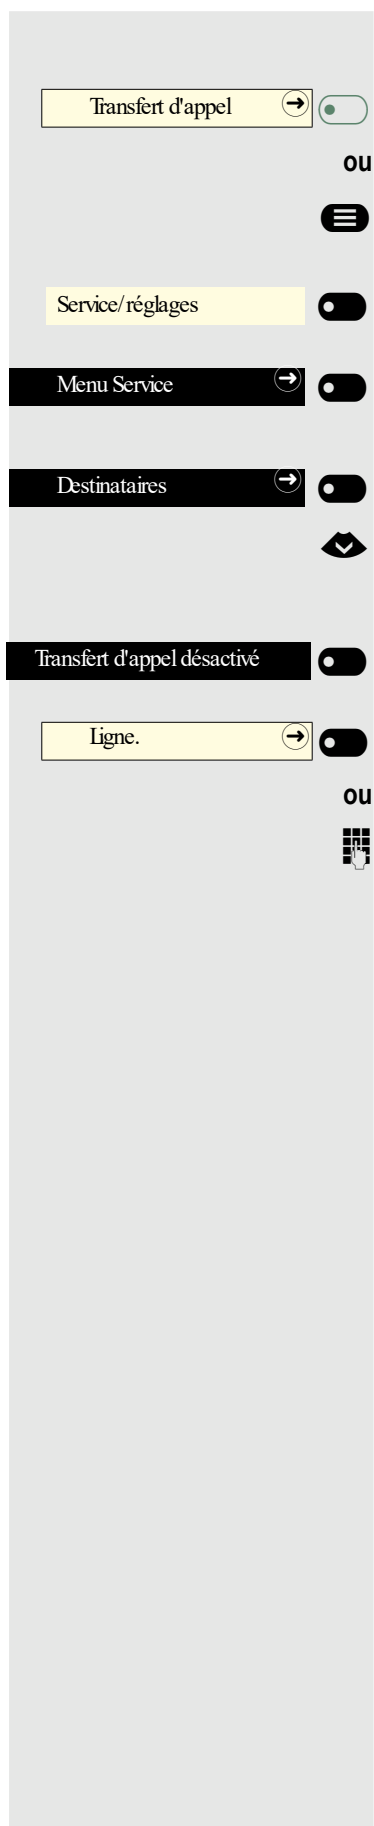 Transfert d'appel
ou
Service/réglages
Menu Service
Destinataires
Transfert d'appel désactivé
Ligne.
ou